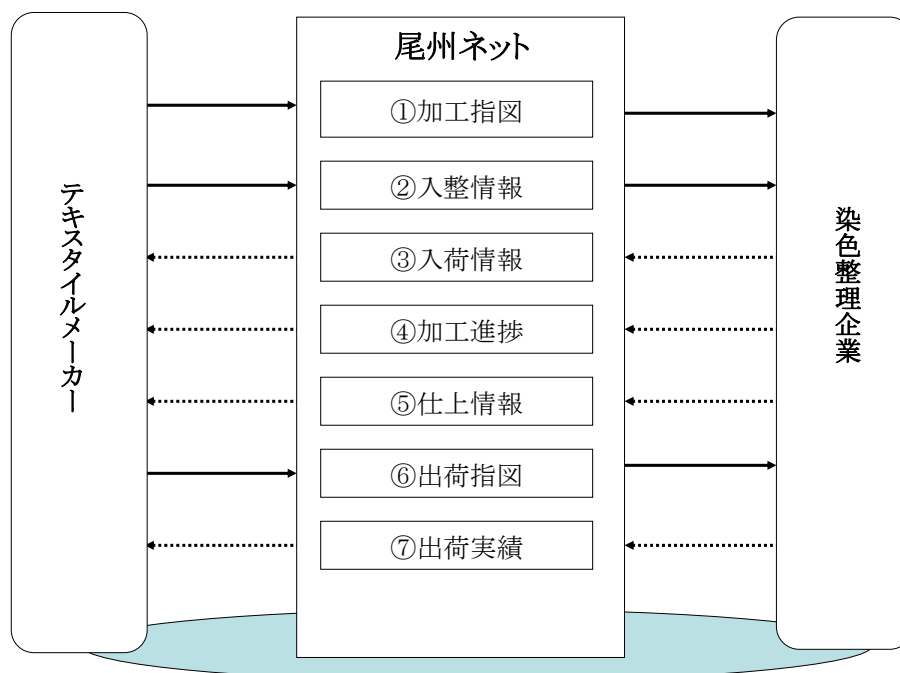 尾州ネット
テキスタイルメーカー
①加工指図
②入整情報
③入荷情報
④加工進捗
⑤仕上情報
⑥出荷指図
⑦出荷実績
染色整理企業